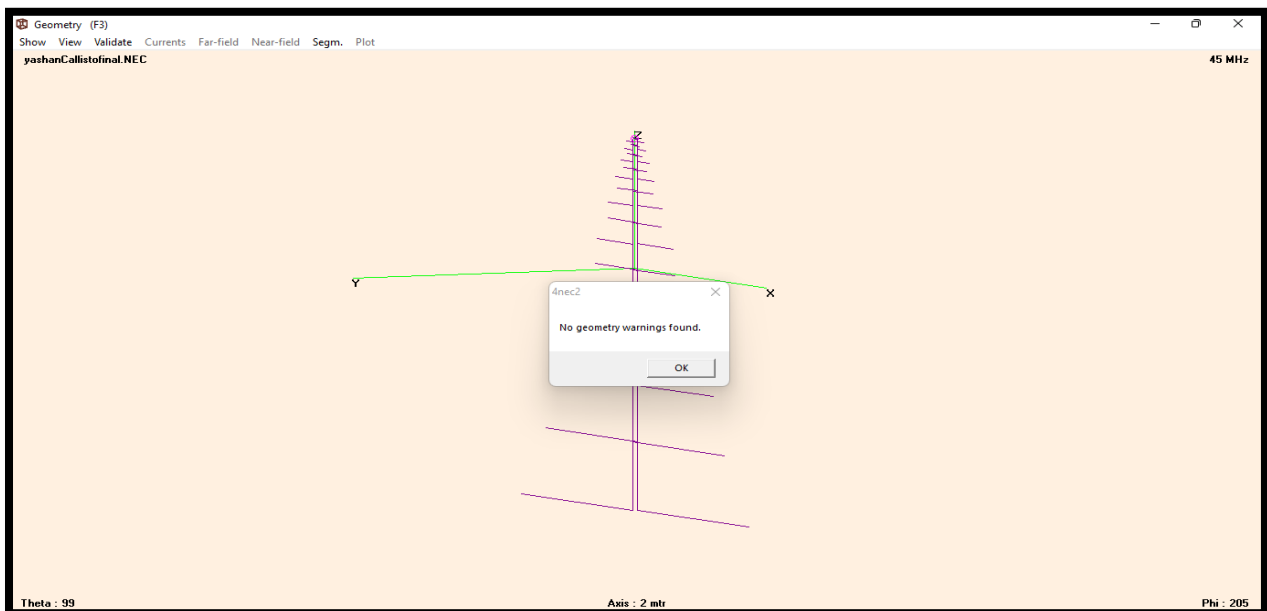 Geometry (F3)
Show View Validate Currents Far-field Near-field Segm. Plot
yashanCallistofinal.NEC 45 MHz
Z
Y
X
4nec2
No geometry warnings found.
OK
Theta : 99 Axis : 2 mtr Phi : 205